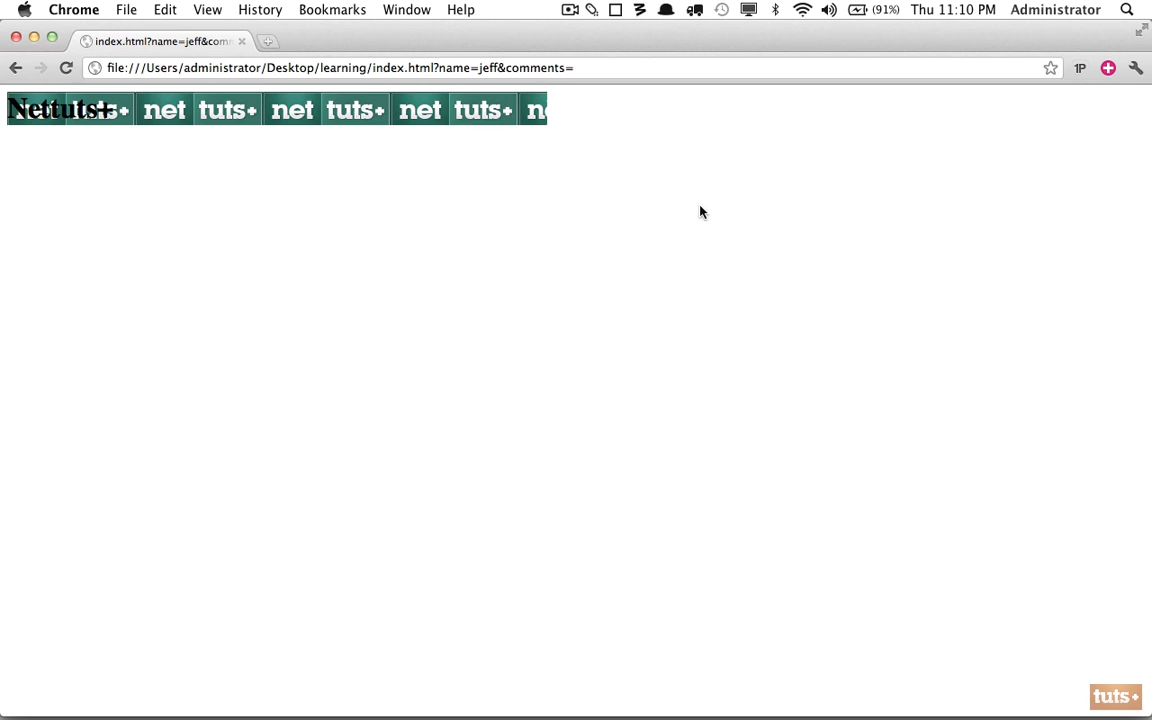 Chrome File Edit View History Bookmarks Window Help (91%) Thu 11:10 PM Administrator
index.html?name=jeff&com
file:///Users/administrator/Desktop/learning/index.html?name=jeff&comments= 1P
Nettuts+ net tuts+ net tuts+ net tuts+ net tuts+ n
tuts+